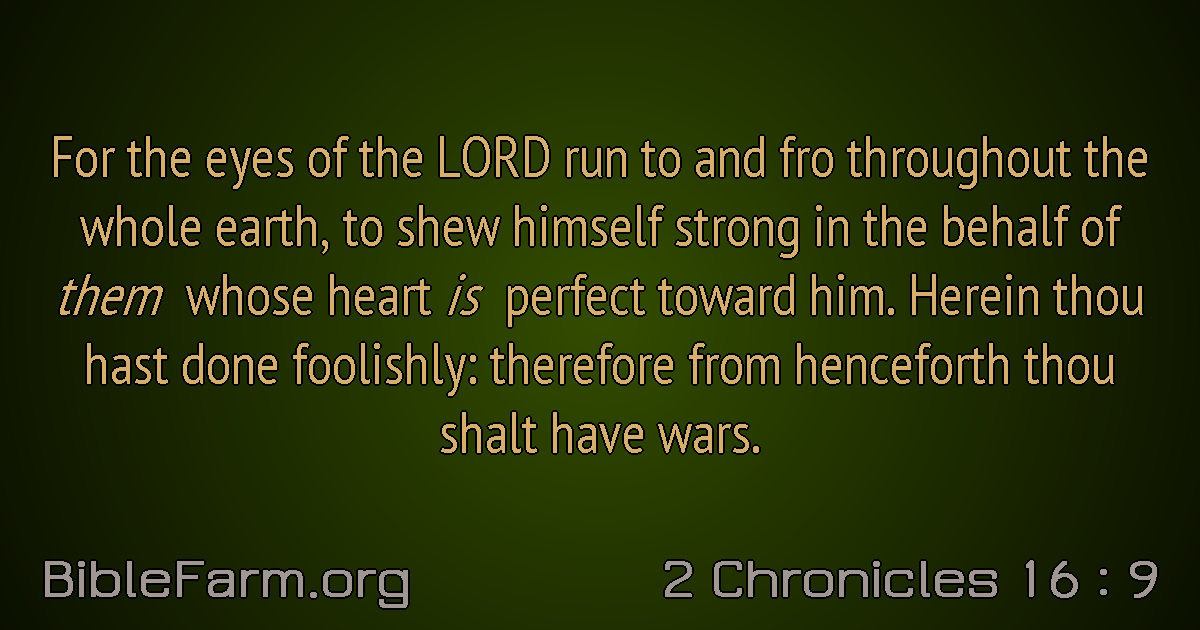 For the eyes of the LORD run to and fro throughout the
whole earth, to shew himself strong in the behalf of
them whose heart is perfect toward him. Herein thou
hast done foolishly: therefore from henceforth thou
shalt have wars.
BibleFarm.org
2 Chronicles 16 : 9